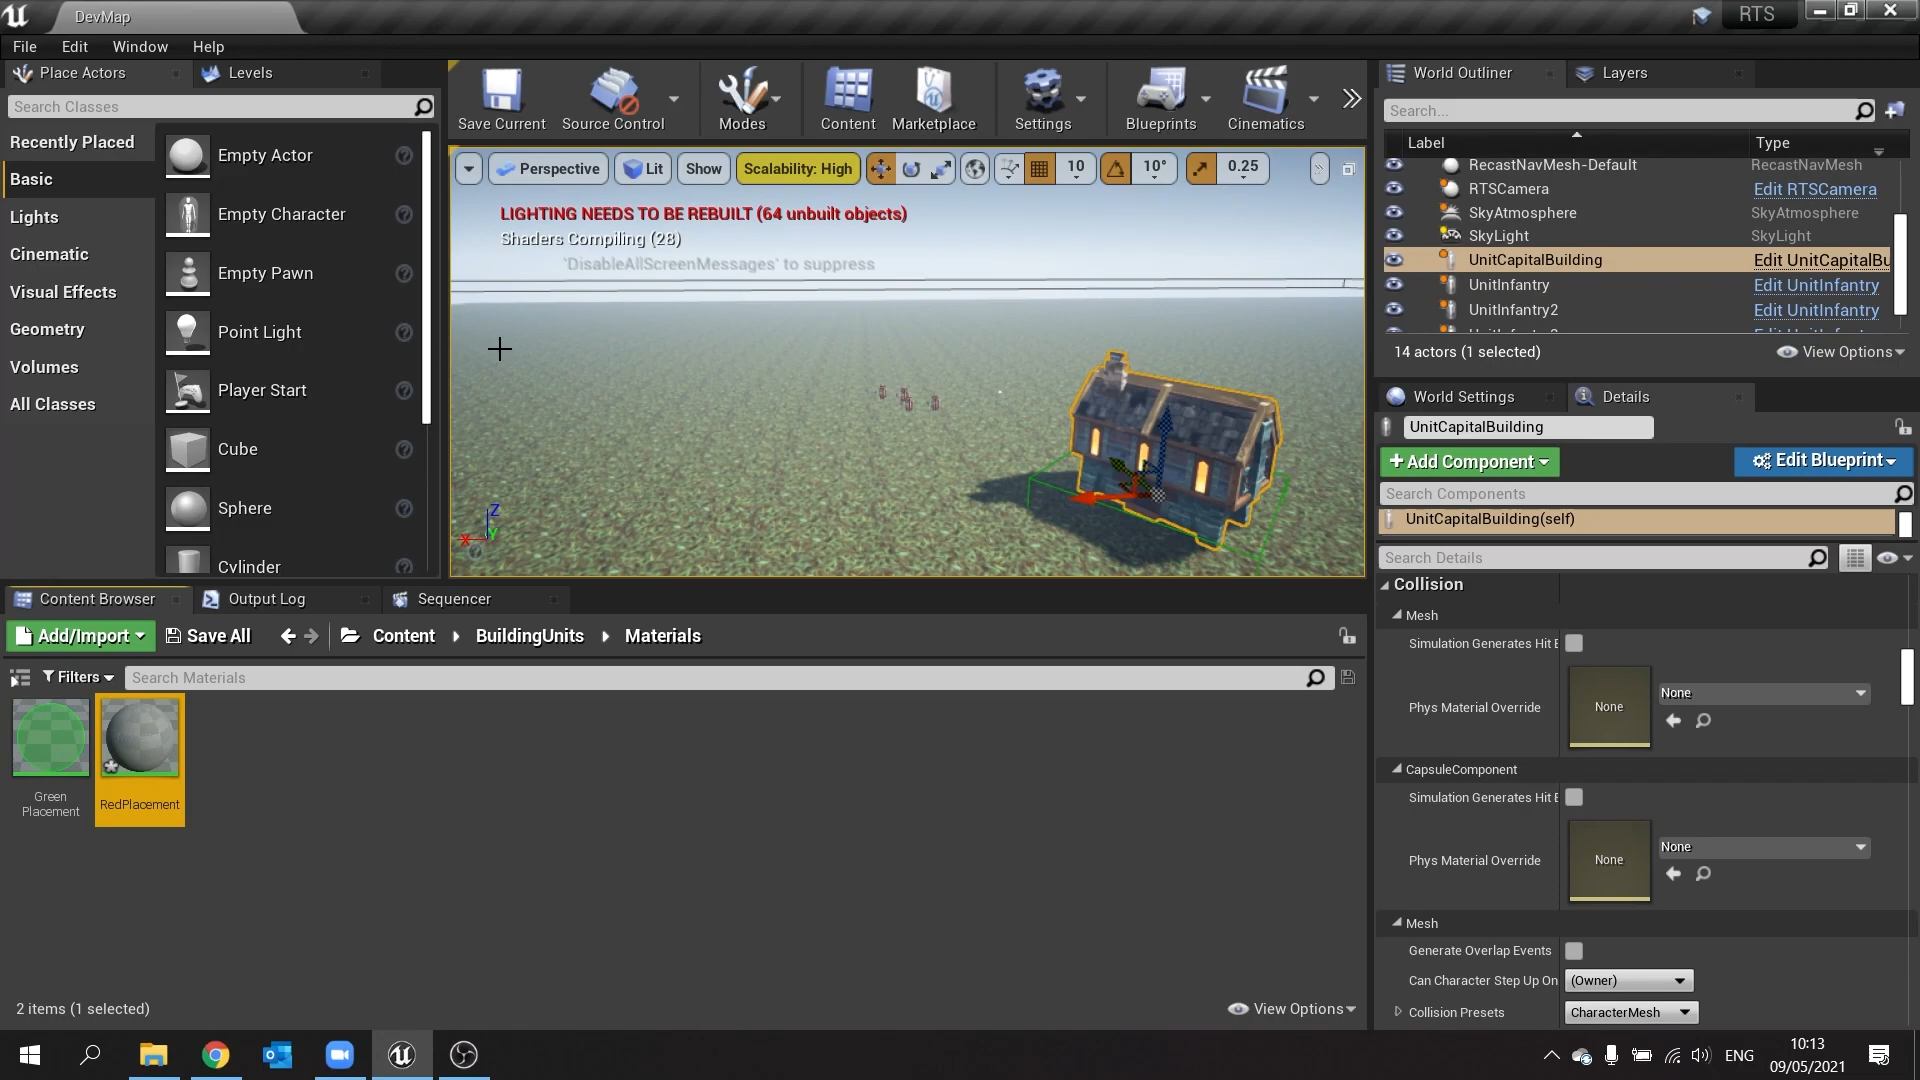 DevMap
RTS
File Edit Window Help
Place Actors
Levels
Search Classes
Recently Placed
Basic
Lights
Cinematic
Visual Effects
Geometry
Volumes
All Classes
Empty Actor
Empty Character
Empty Pawn
Point Light
Player Start
Cube
Sphere
Cylinder
Save Current
Source Control
Modes
Content
Marketplace
Settings
Blueprints
Cinematics
Perspective
Lit
Show
Scalability: High
10
10°
0.25
LIGHTING NEEDS TO BE REBUILT (64 unbuilt objects)
Shaders Compiling (28)
'DisableAllScreenMessages' to suppress
Z
X
Y
World Outliner
Layers
Search...
Label
Type
RecastNavMesh-Default RecastNavMesh
RTSCamera Edit RTSCamera
SkyAtmosphere SkyAtmosphere
SkyLight SkyLight
UnitCapitalBuilding Edit UnitCapitalBu
UnitInfantry Edit UnitInfantry
UnitInfantry2 Edit UnitInfantry
14 actors (1 selected)
View Options
World Settings
Details
UnitCapitalBuilding
+Add Component
Edit Blueprint
Search Components
UnitCapitalBuilding(self)
Search Details
Collision
Mesh
Simulation Generates Hit E
Phys Material Override
None
None
CapsuleComponent
Simulation Generates Hit E
Phys Material Override
None
None
Mesh
Generate Overlap Events
Can Character Step Up On
(Owner)
Collision Presets
CharacterMesh
Content Browser
Output Log
Sequencer
Add/Import
Save All
Content
BuildingUnits
Materials
Filters
Search Materials
Green
Placement
RedPlacement
2 items (1 selected)
View Options
ENG
10:13
09/05/2021